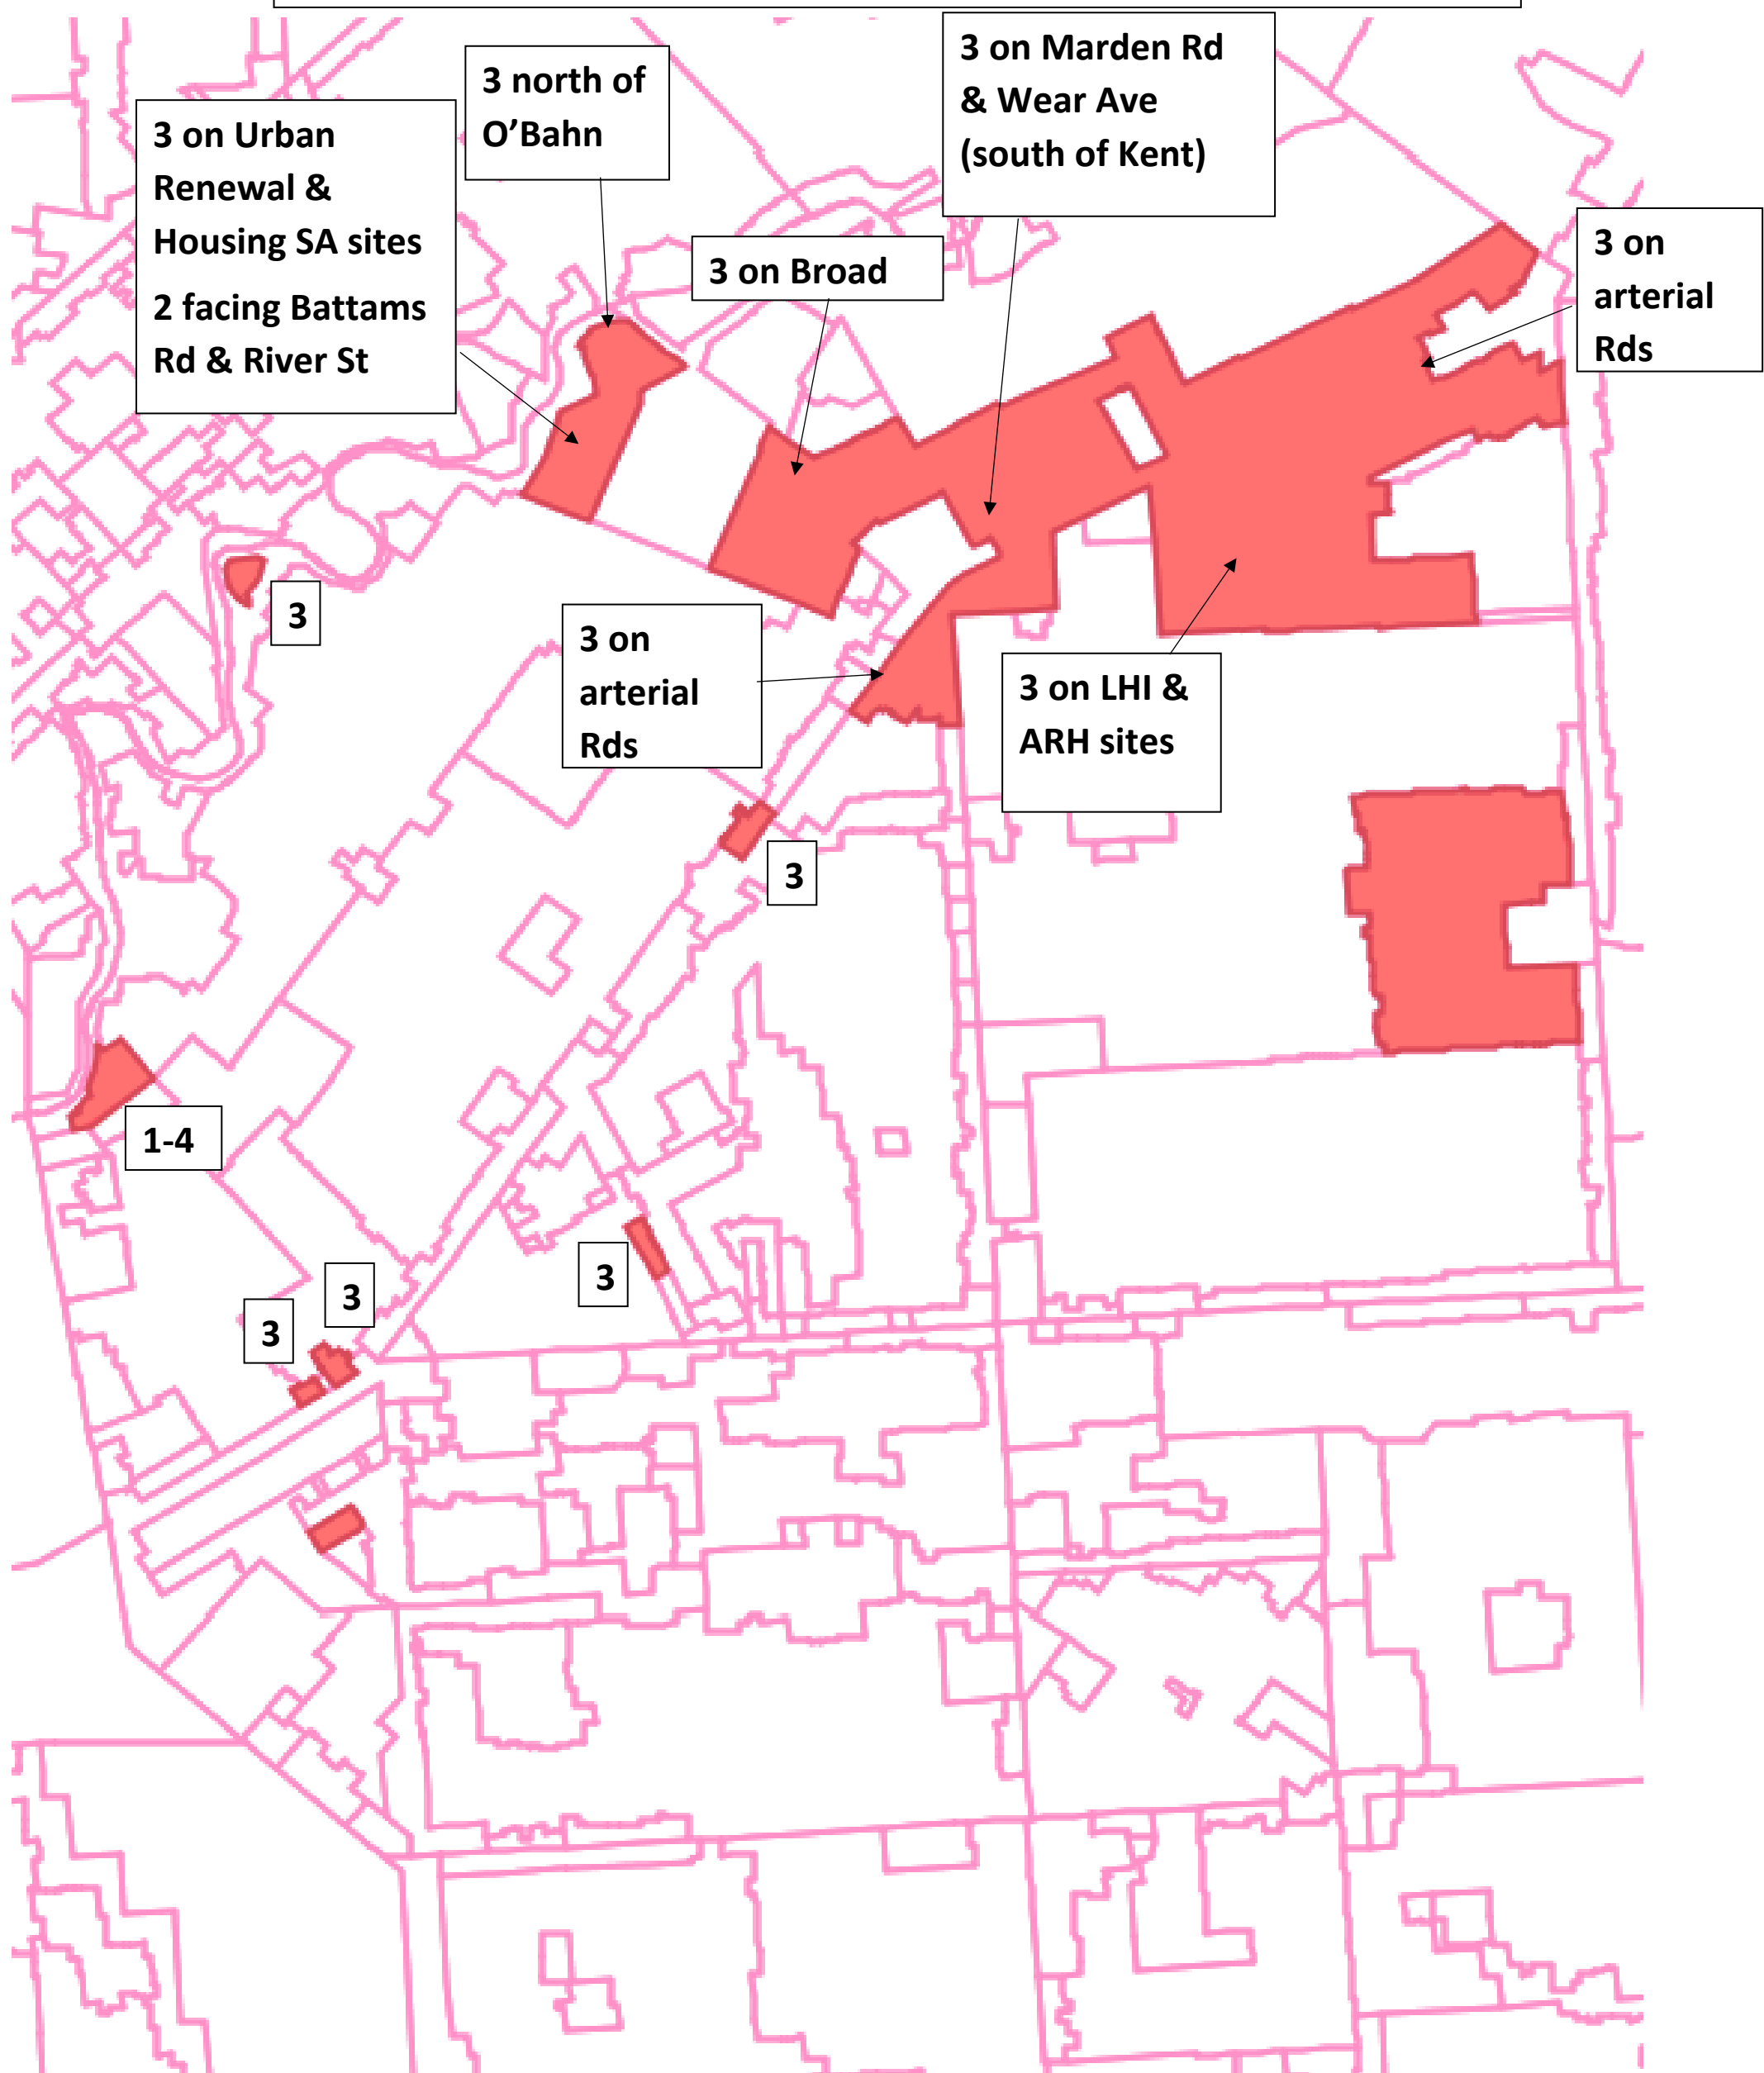 3 on Marden Rd
& Wear Ave
(south of Kent)
3 north of
O’Bahn
3 on Urban
Renewal &
Housing SA sites
2 facing Battams
Rd & River St
3 on Broad
3 on
arterial
Rds
3
3 on
arterial
Rds
3 on LHI &
ARH sites
3
1-4
3
3
3